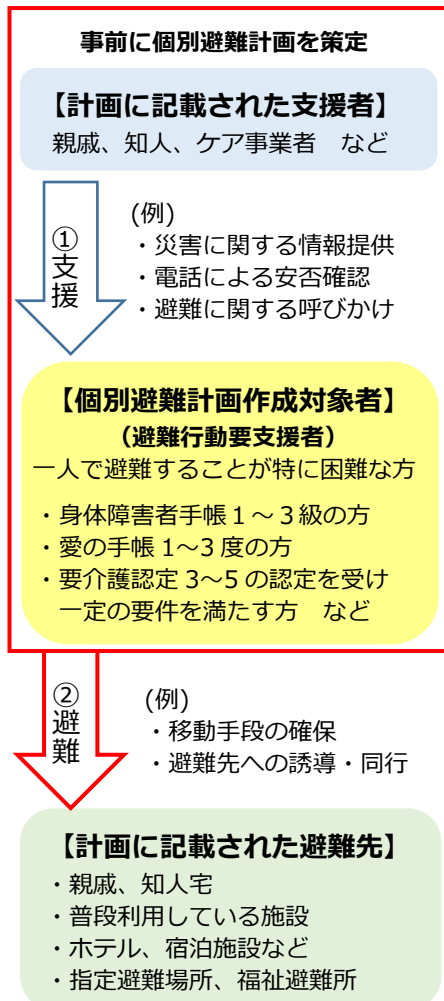 事前に個別避難計画を策定
【計画に記載された支援者】
親戚、知人、ケア事業者　など
①支援
(例)
・災害に関する情報提供
・電話による安否確認
・避難に関する呼びかけ
【個別避難計画作成対象者】
（避難行動要支援者）
一人で避難することが特に困難な方
・身体障害者手帳１～３級の方
・愛の手帳 1～3 度の方
・要介護認定 3～5 の認定を受け
一定の要件を満たす方　など
②避難
(例)
・移動手段の確保
・避難先への誘導・同行
【計画に記載された避難先】
・親戚、知人宅
・普段利用している施設
・ホテル、宿泊施設など
・指定避難場所、福祉避難所